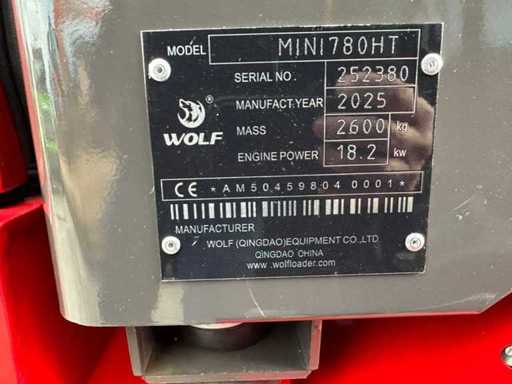 MODEL MINI780HT
SERIAL NO. 252380
MANUFACT.YEAR 2025
MASS 2600 kg
ENGINE POWER 18.2 kw
® WOLF
CE *AM50459804 0001*
MANUFACTURER
WOLF (QINGDAO)EQUIPMENT CO.,LTD.
QINGDAO CHINA
www.wolfloader.com